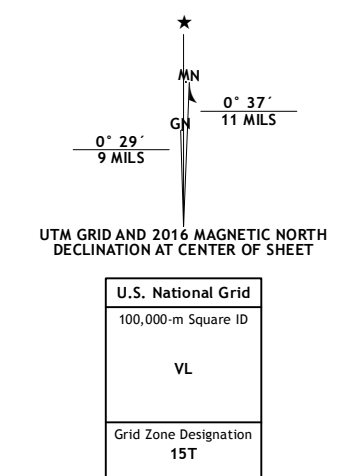 ★
MN
GN
0° 37´
11 MILS
0° 29´
9 MILS
UTM GRID AND 2016 MAGNETIC NORTH
DECLINATION AT CENTER OF SHEET
U.S. National Grid
100,000-m Square ID
VL
Grid Zone Designation
15T